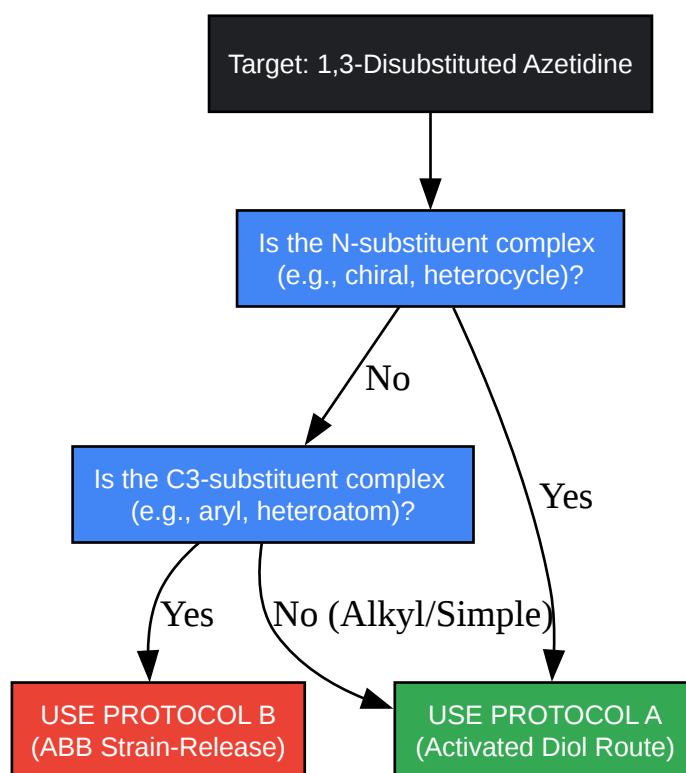 Target: 1,3-Disubstituted Azetidine
Is the N-substituent complex
(e.g., chiral, heterocycle)?
No
Is the C3-substituent complex
(e.g., aryl, heteroatom)?
Yes
Yes
No (Alkyl/Simple)
USE PROTOCOL B
(ABB Strain-Release)
USE PROTOCOL A
(Activated Diol Route)